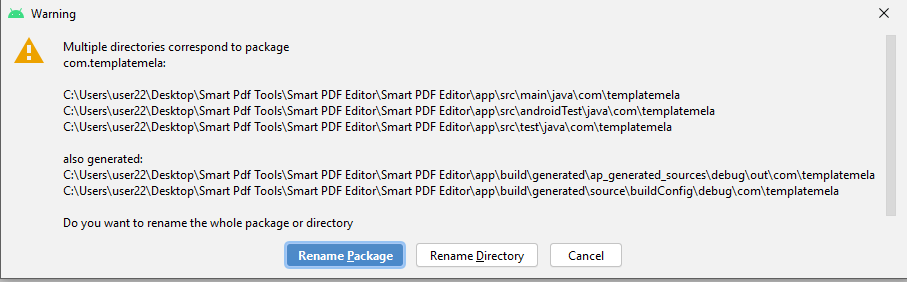 Warning
Multiple directories correspond to package
com.templatemela:
C:\Users\user22\Desktop\Smart Pdf Tools\Smart PDF Editor\Smart PDF Editor\app\src\main\java\com\templatemela
C:\Users\user22\Desktop\Smart Pdf Tools\Smart PDF Editor\Smart PDF Editor\app\src\androidTest\java\com\templatemela
C:\Users\user22\Desktop\Smart Pdf Tools\Smart PDF Editor\Smart PDF Editor\app\src\test\java\com\templatemela
also generated:
C:\Users\user22\Desktop\Smart Pdf Tools\Smart PDF Editor\Smart PDF Editor\app\build\generated\ap_generated_sources\debug\out\com\templatemela
C:\Users\user22\Desktop\Smart Pdf Tools\Smart PDF Editor\Smart PDF Editor\app\build\generated\source\buildConfig\debug\com\templatemela
Do you want to rename the whole package or directory
Rename Package
Rename Directory
Cancel